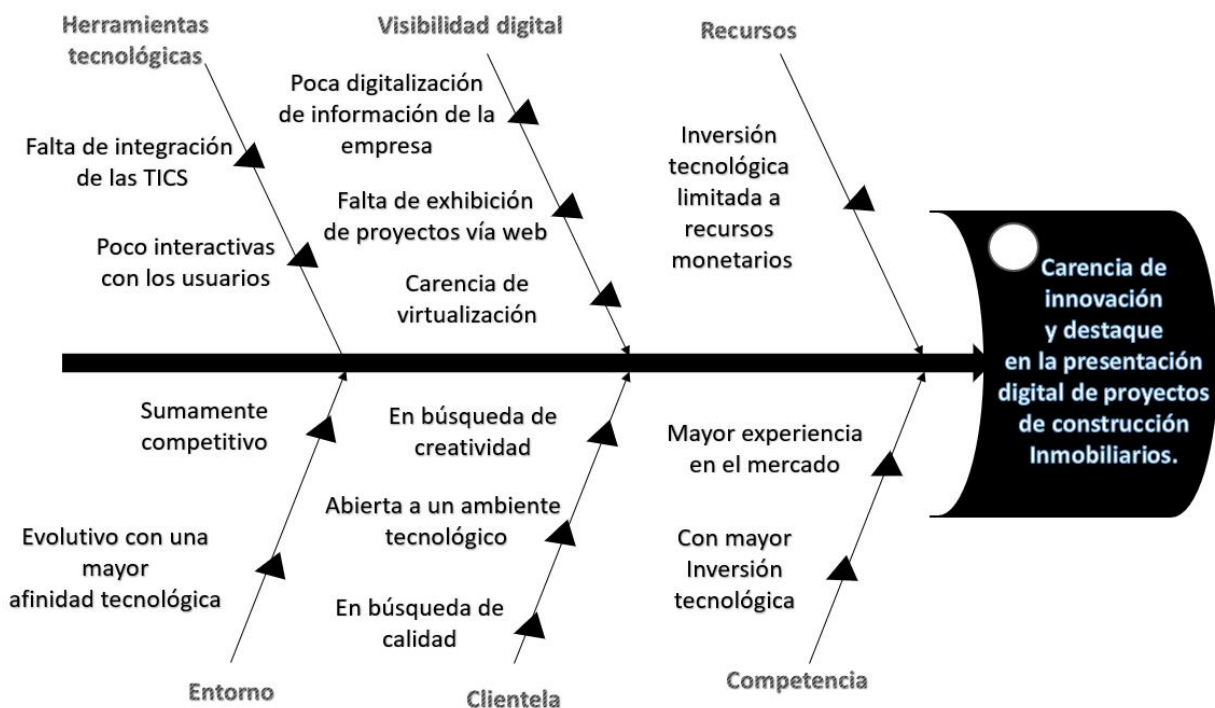 Herramientas
tecnológicas
Visibilidad digital
Recursos
Falta de integración
de las TICS
Poco interactivas
con los usuarios
Poca digitalización
de información de la
empresa
Falta de exhibición
de proyectos vía web
Carencia de
virtualización
Inversión
tecnológica
limitada a
recursos
monetarios
Carencia de
innovación
y destaque
en la presentación
digital de proyectos
de construcción
Inmobiliarios.
Sumamente
competitivo
Evolutivo con una
mayor
afinidad tecnológica
En búsqueda de
creatividad
Abierta a un ambiente
tecnológico
En búsqueda de
calidad
Mayor experiencia
en el mercado
Con mayor
Inversión
tecnológica
Entorno
Clientela
Competencia